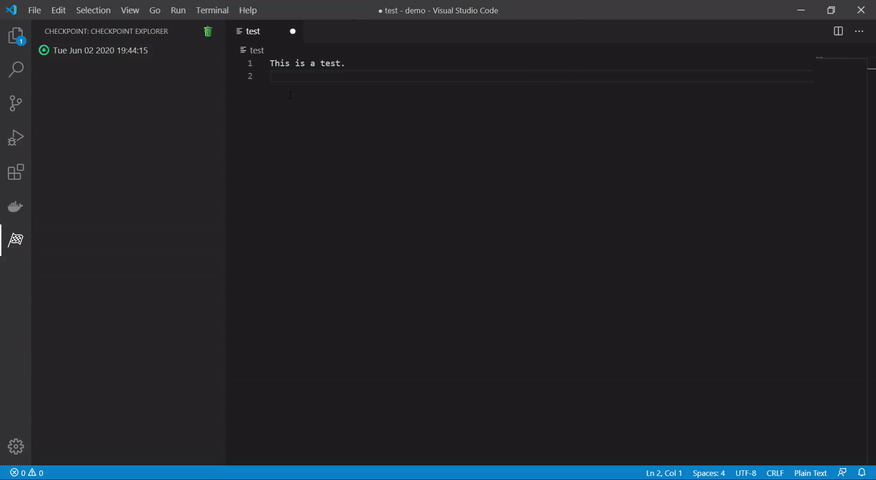 File Edit Selection View Go Run Terminal Help
● test - demo - Visual Studio Code
CHECKPOINT: CHECKPOINT EXPLORER
Tue Jun 02 2020 19:44:15
test
test
1 This is a test.
2
1
0 0
Ln 2, Col 1 Spaces: 4 UTF-8 CRLF Plain Text